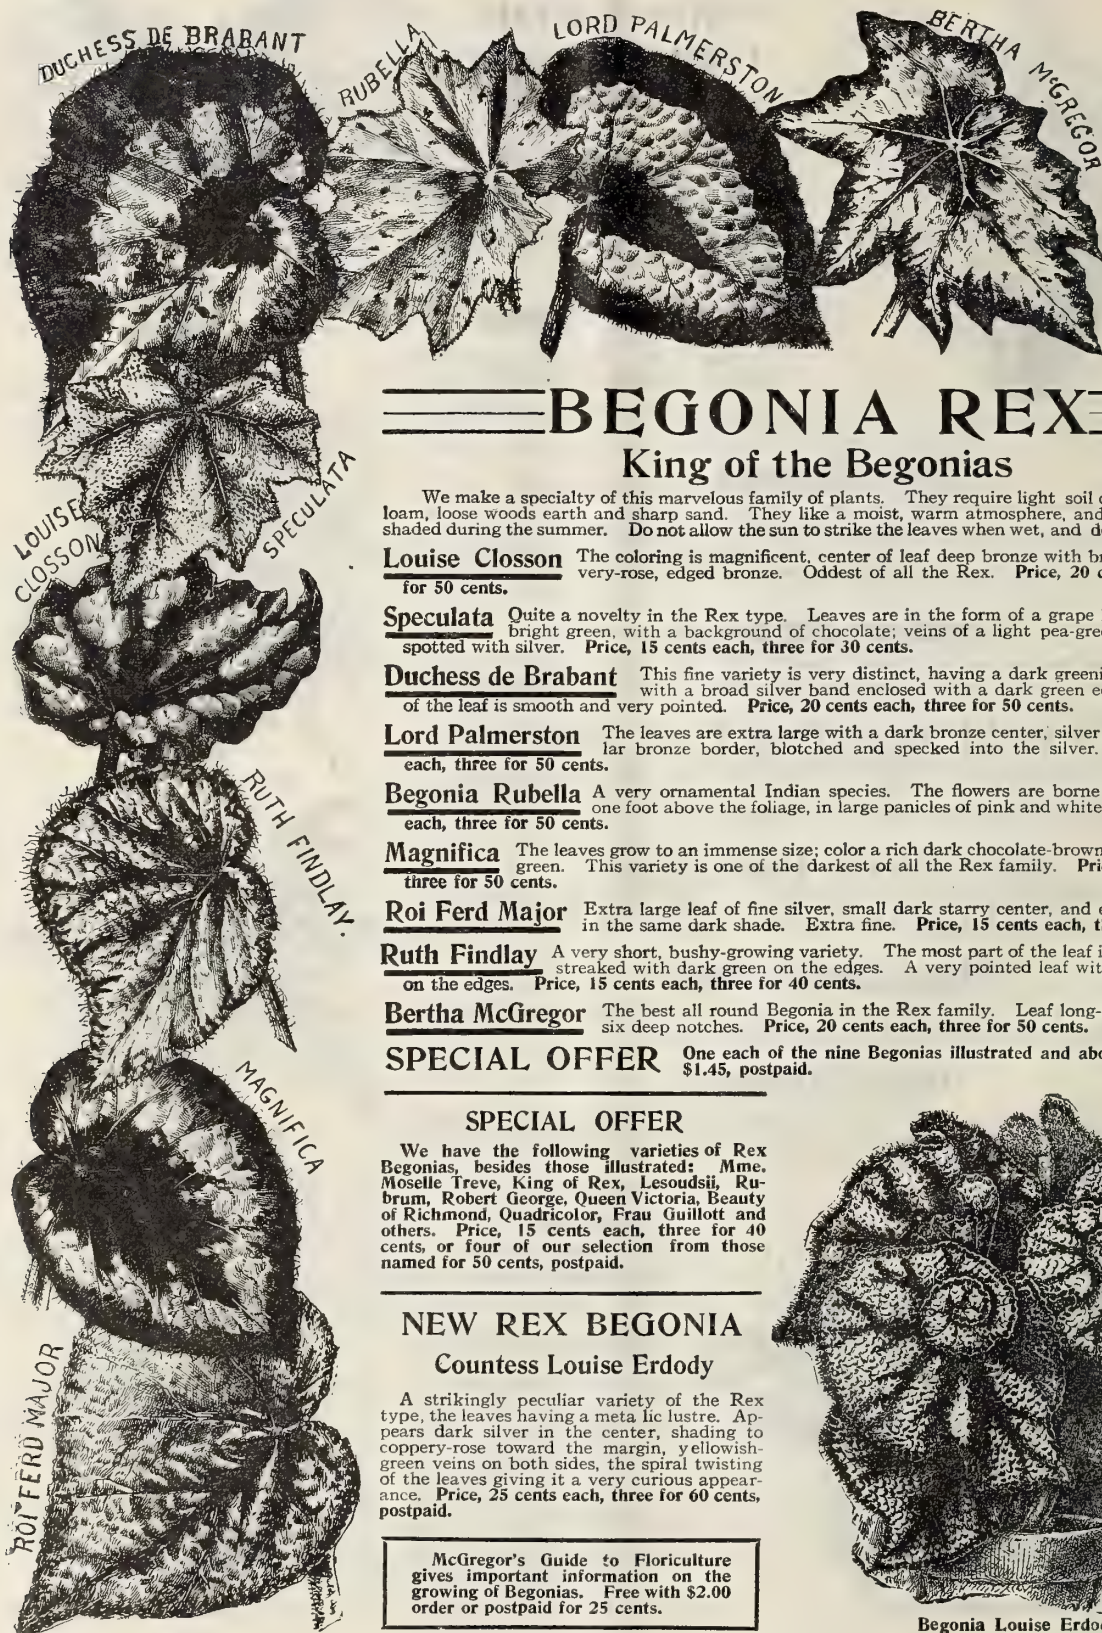 DUCHESS DE BRABANT
RUBELLA
LORD PALMERSTON
BERTHA McGREGOR
LOUISE CLOSSON
SPECULATA
RUTH FINDLAY.
MAGNIFICA
ROI FERD MAJOR
BEGONIA REX
King of the Begonias
We make a specialty of this marvelous family of plants. They require light soil
loam, loose woods earth and sharp sand. They like a moist, warm atmosphere, and
shaded during the summer. Do not allow the sun to strike the leaves when wet, and
Louise Closson The coloring is magnificent, center of leaf deep bronze with
very-rose, edged bronze. Oddest of all the Rex. Price, 20
for 50 cents.
Speculata Quite a novelty in the Rex type. Leaves are in the form of a grape
bright green, with a background of chocolate; veins of a light
spotted with silver. Price, 15 cents each, three for 30 cents.
Duchess de Brabant This fine variety is very distinct, having a dark
with a broad silver band enclosed with a dark green
of the leaf is smooth and very pointed. Price, 20 cents each, three for 50 cents.
Lord Palmerston The leaves are extra large with a dark bronze center, silver
lar bronze border, blotched and specked into the silver.
each, three for 50 cents.
Begonia Rubella A very ornamental Indian species. The flowers are borne
one foot above the foliage, in large panicles of pink and white
each, three for 50 cents.
Magnifica The leaves grow to an immense size; color a rich dark chocolate-brown
green. This variety is one of the darkest of all the Rex family.
three for 50 cents.
Roi Ferd Major Extra large leaf of fine silver, small dark starry center, and
in the same dark shade. Extra fine. Price, 15 cents each,
Ruth Findlay A very short, bushy-growing variety. The most part of the leaf
streaked with dark green on the edges. A very pointed leaf
on the edges. Price, 15 cents each, three for 40 cents.
Bertha McGregor The best all round Begonia in the Rex family. Leaf long-
six deep notches. Price, 20 cents each, three for 50 cents.
SPECIAL OFFER One each of the nine Begonias illustrated and
$1.45, postpaid.
SPECIAL OFFER
We have the following varieties of Rex
Begonias, besides those illustrated: Mme.
Moselle Treve, King of Rex, Lesoudsii, Ru-
brum, Robert George, Queen Victoria, Beauty
of Richmond, Quadricolor, Frau Guillott and
others. Price, 15 cents each, three for 40
cents, or four of our selection from those
named for 50 cents, postpaid.
NEW REX BEGONIA
Countess Louise Erdody
A strikingly peculiar variety of the Rex
type, the leaves having a meta lic lustre. Ap-
pears dark silver in the center, shading to
coppery-rose toward the margin, yellowish-
green veins on both sides, the spiral twisting
of the leaves giving it a very curious appear-
ance. Price, 25 cents each, three for 60 cents,
postpaid.
McGregor's Guide to Floriculture
gives important information on the
growing of Begonias. Free with $2.00
order or postpaid for 25 cents.
Begonia Louise